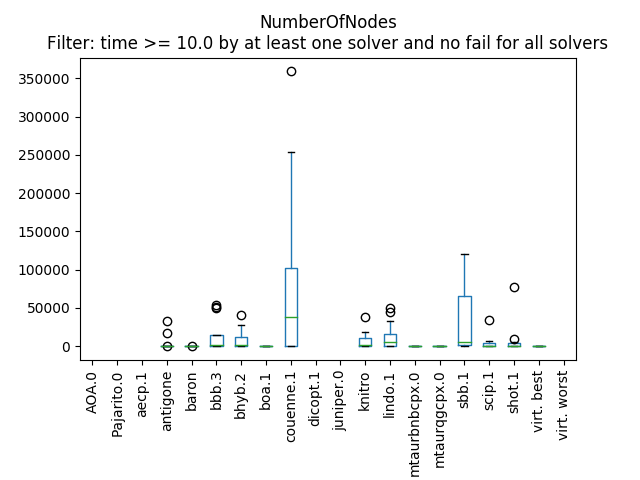 NumberOfNodes
Filter: time >= 10.0 by at least one solver and no fail for all solvers
350000
300000
250000
200000
150000
100000
50000
0
AOA.0
Pajarito.0
aecp.1
antigone
baron
bbb.3
bhyb.2
boa.1
couenne.1
dicopt.1
juniper.0
knitro
lindo.1
mtaurbnbcpx.0
mtaurqgcpx.0
sbb.1
scip.1
shot.1
virt. best
virt. worst